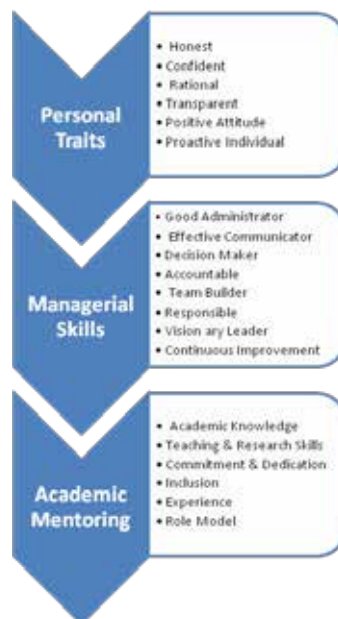 Personal
Traits
• Honest
• Confident
• Rational
• Transparent
• Positive Attitude
• Proactive Individual
Managerial
Skills
• Good Administrator
• Effective Communicator
• Decision Maker
• Accountable
• Team Builder
• Responsible
• Vision ary Leader
• Continuous Improvement
Academic
Mentoring
• Academic Knowledge
• Teaching & Research Skills
• Commitment & Dedication
• Inclusion
• Experience
• Role Model